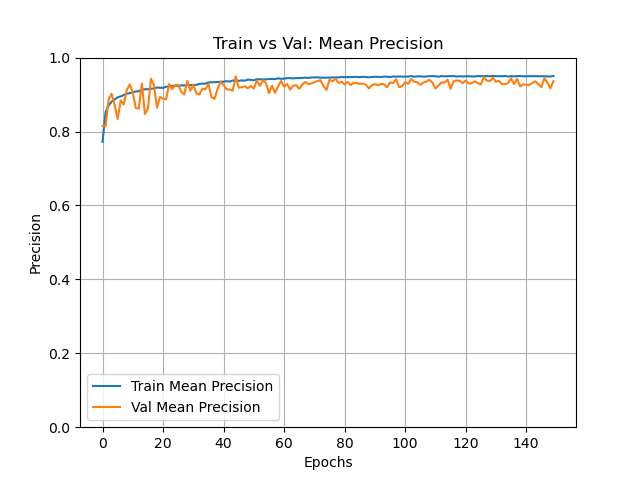 Train vs Val: Mean Precision
1.0
0.8
0.6
0.4
0.2
0.0
Precision
Train Mean Precision
Val Mean Precision
0 20 40 60 80 100 120 140
Epochs